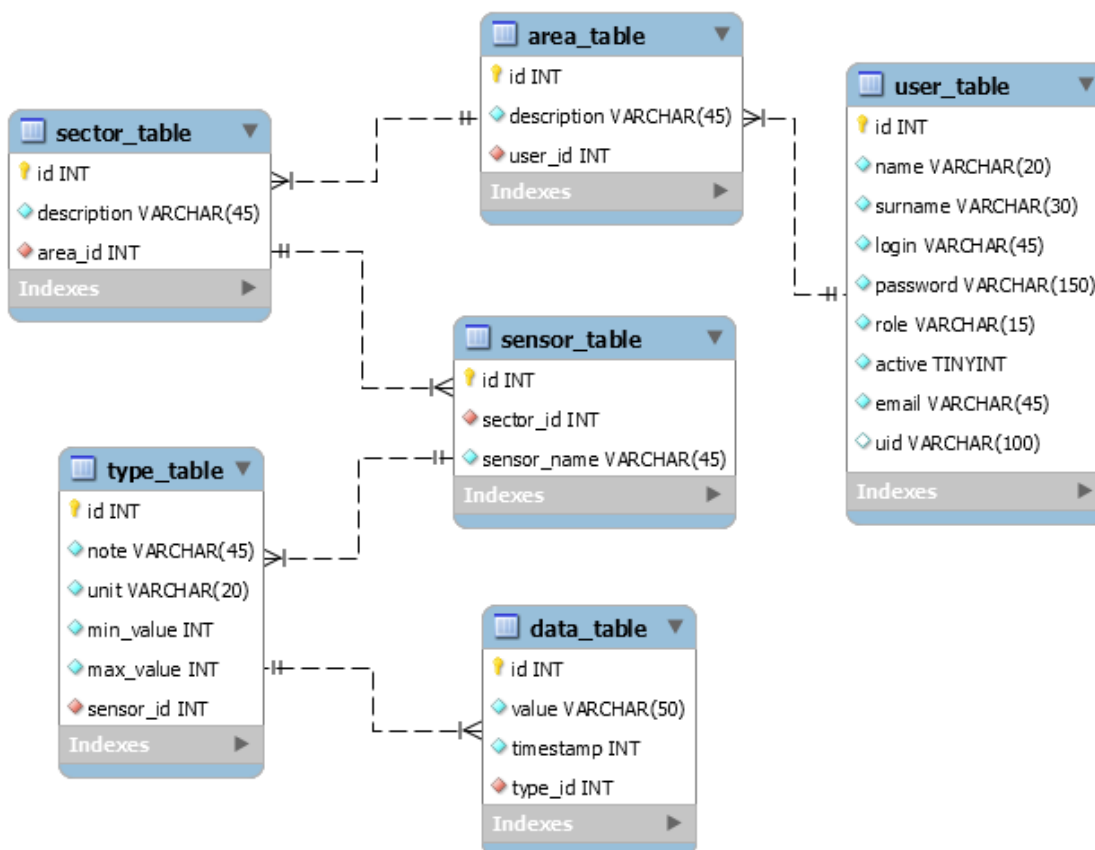 area_table
id INT
description VARCHAR(45)
user_id INT
Indexes
user_table
id INT
name VARCHAR(20)
surname VARCHAR(30)
login VARCHAR(45)
password VARCHAR(150)
role VARCHAR(15)
active TINYINT
email VARCHAR(45)
uid VARCHAR(100)
Indexes
sector_table
id INT
description VARCHAR(45)
area_id INT
Indexes
sensor_table
id INT
sector_id INT
sensor_name VARCHAR(45)
Indexes
type_table
id INT
note VARCHAR(45)
unit VARCHAR(20)
min_value INT
max_value INT
sensor_id INT
Indexes
data_table
id INT
value VARCHAR(50)
timestamp INT
type_id INT
Indexes